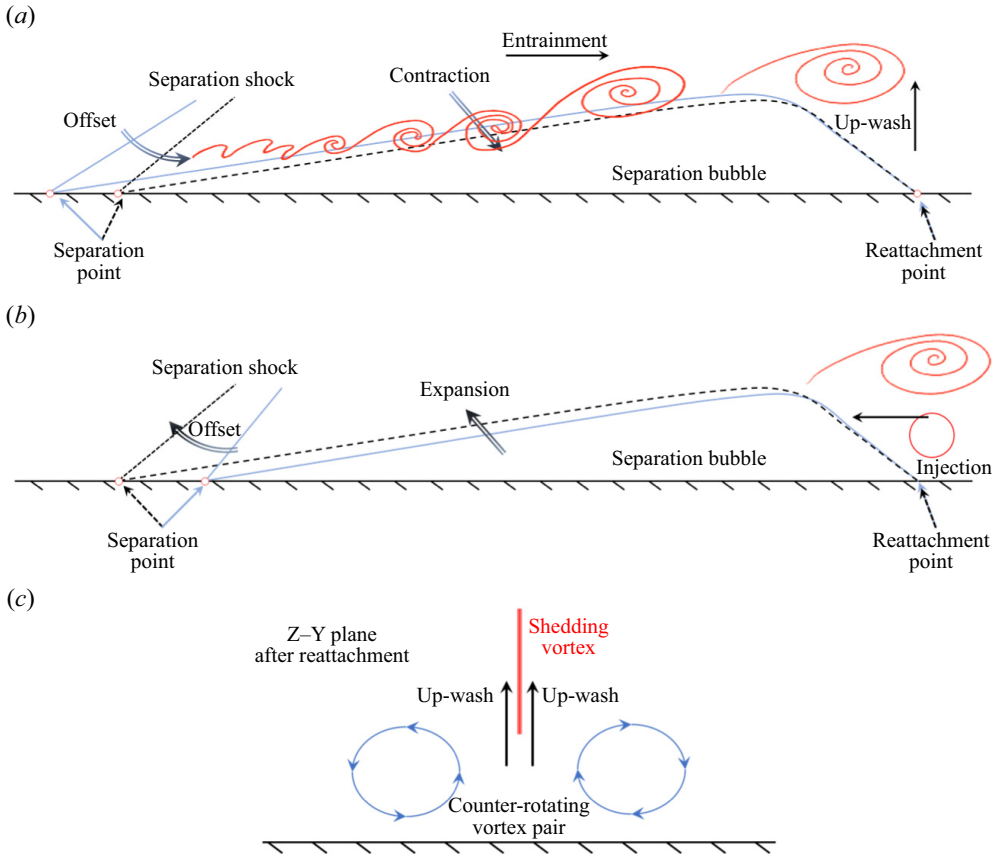 (a)
Entrainment
Separation shock
Contraction
Offset
Up-wash
Separation bubble
Separation
point
Reattachment
point
(b)
Separation shock
Expansion
Offset
Separation bubble
Injection
Separation
point
Reattachment
point
(c)
Z–Y plane
after reattachment
Shedding
vortex
Up-wash
Up-wash
Counter-rotating
vortex pair